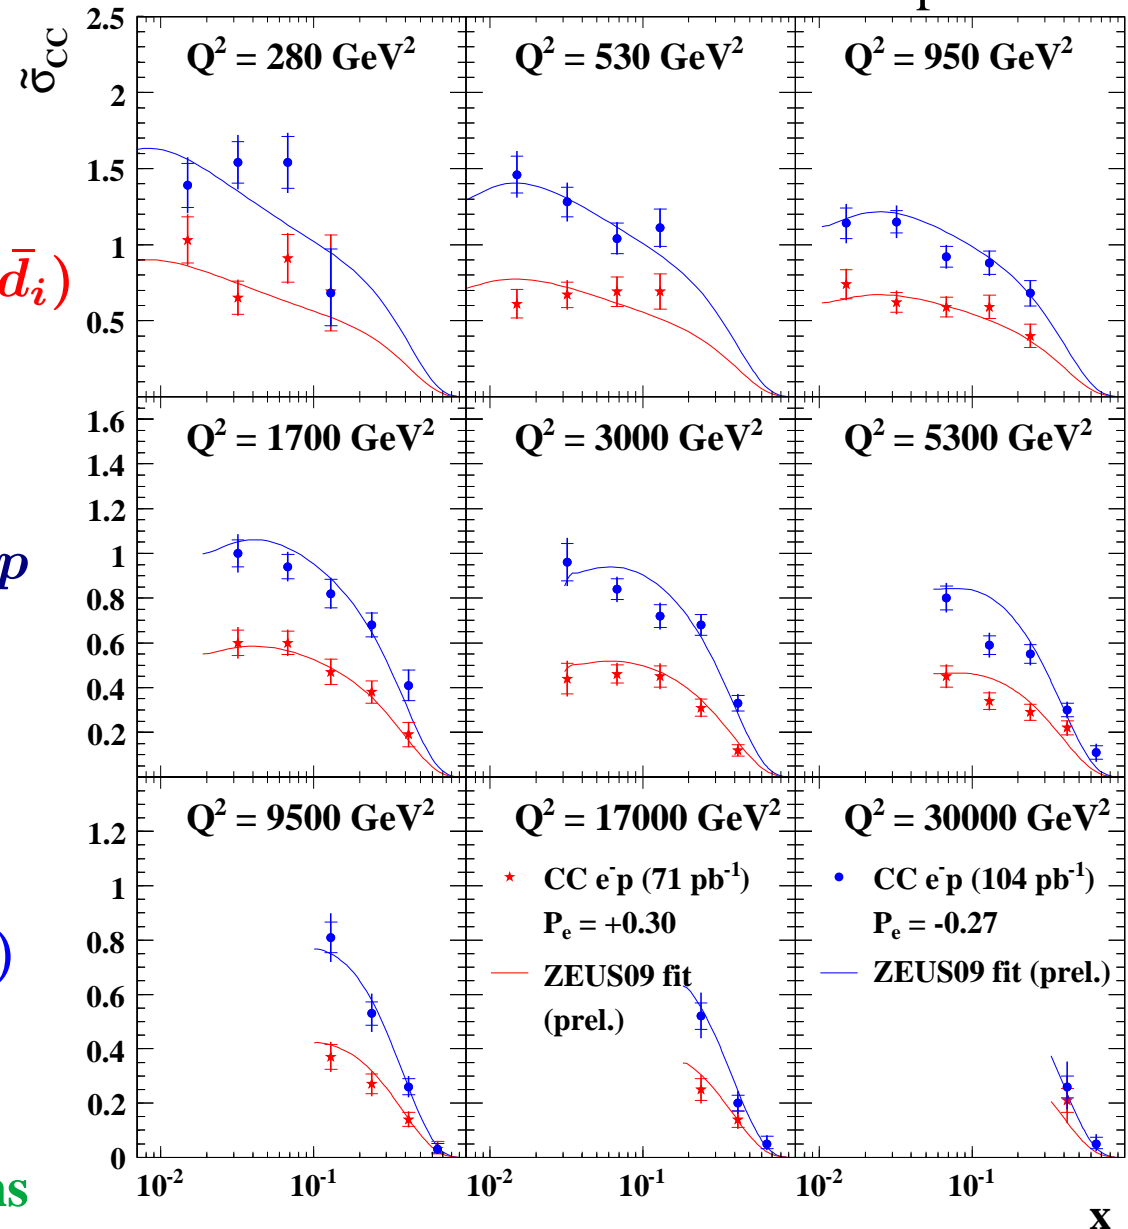 p
σ̃CC
Q² = 280 GeV²
Q² = 530 GeV²
Q² = 950 GeV²
2.5
2
1.5
1
0.5
d̄ᵢ)
Q² = 1700 GeV²
Q² = 3000 GeV²
Q² = 5300 GeV²
1.6
1.4
1.2
1
0.8
0.6
0.4
0.2
p
Q² = 9500 GeV²
Q² = 17000 GeV²
Q² = 30000 GeV²
1.2
1
0.8
0.6
0.4
0.2
0
)
CC e⁻p (71 pb⁻¹)
Pₑ = +0.30
ZEUS09 fit
(prel.)
CC e⁻p (104 pb⁻¹)
Pₑ = -0.27
ZEUS09 fit (prel.)
10⁻² 10⁻¹ 10⁻² 10⁻¹ 10⁻² 10⁻¹
x